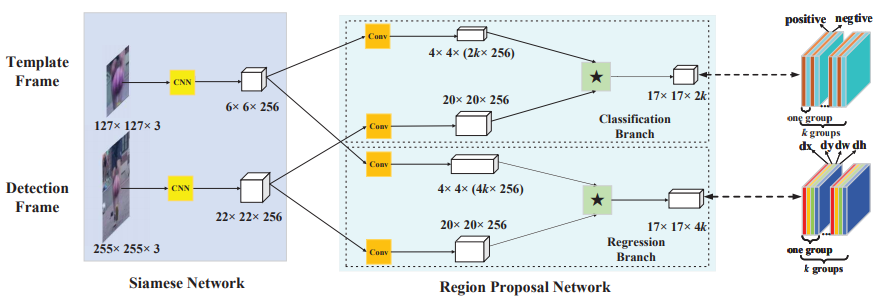 Template
Frame
127× 127× 3
CNN
6× 6× 256
Detection
Frame
255× 255× 3
CNN
22× 22× 256
Siamese Network
Conv
4× 4× (2k× 256)
Conv
20× 20× 256
★
17× 17× 2k
Classification
Branch
Conv
4× 4× (4k× 256)
Conv
20× 20× 256
★
17× 17× 4k
Regression
Branch
Region Proposal Network
positive negtive
one group
...
k groups
dx dy dw dh
one group
...
k groups